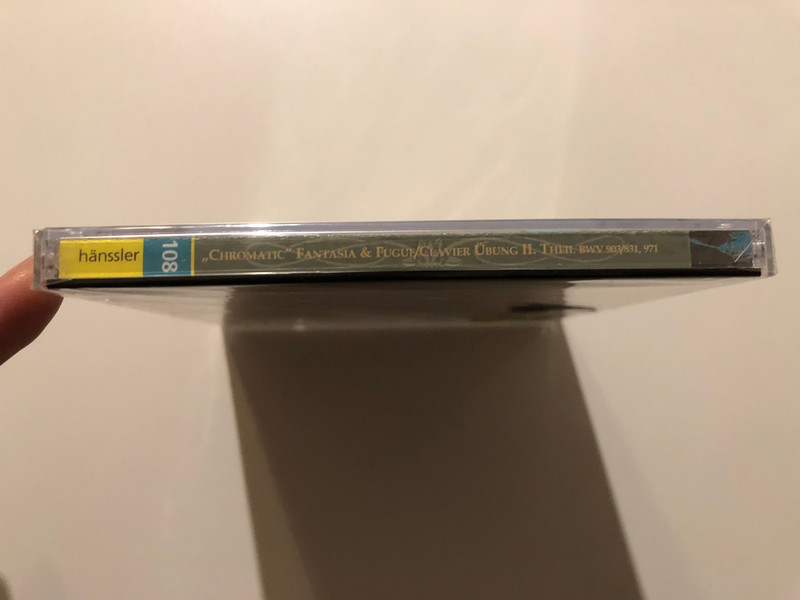 hänssler
108
„Chromatic“ Fantasia & Fugue/Clavier Übung II. Theil BWV 903/831, 971